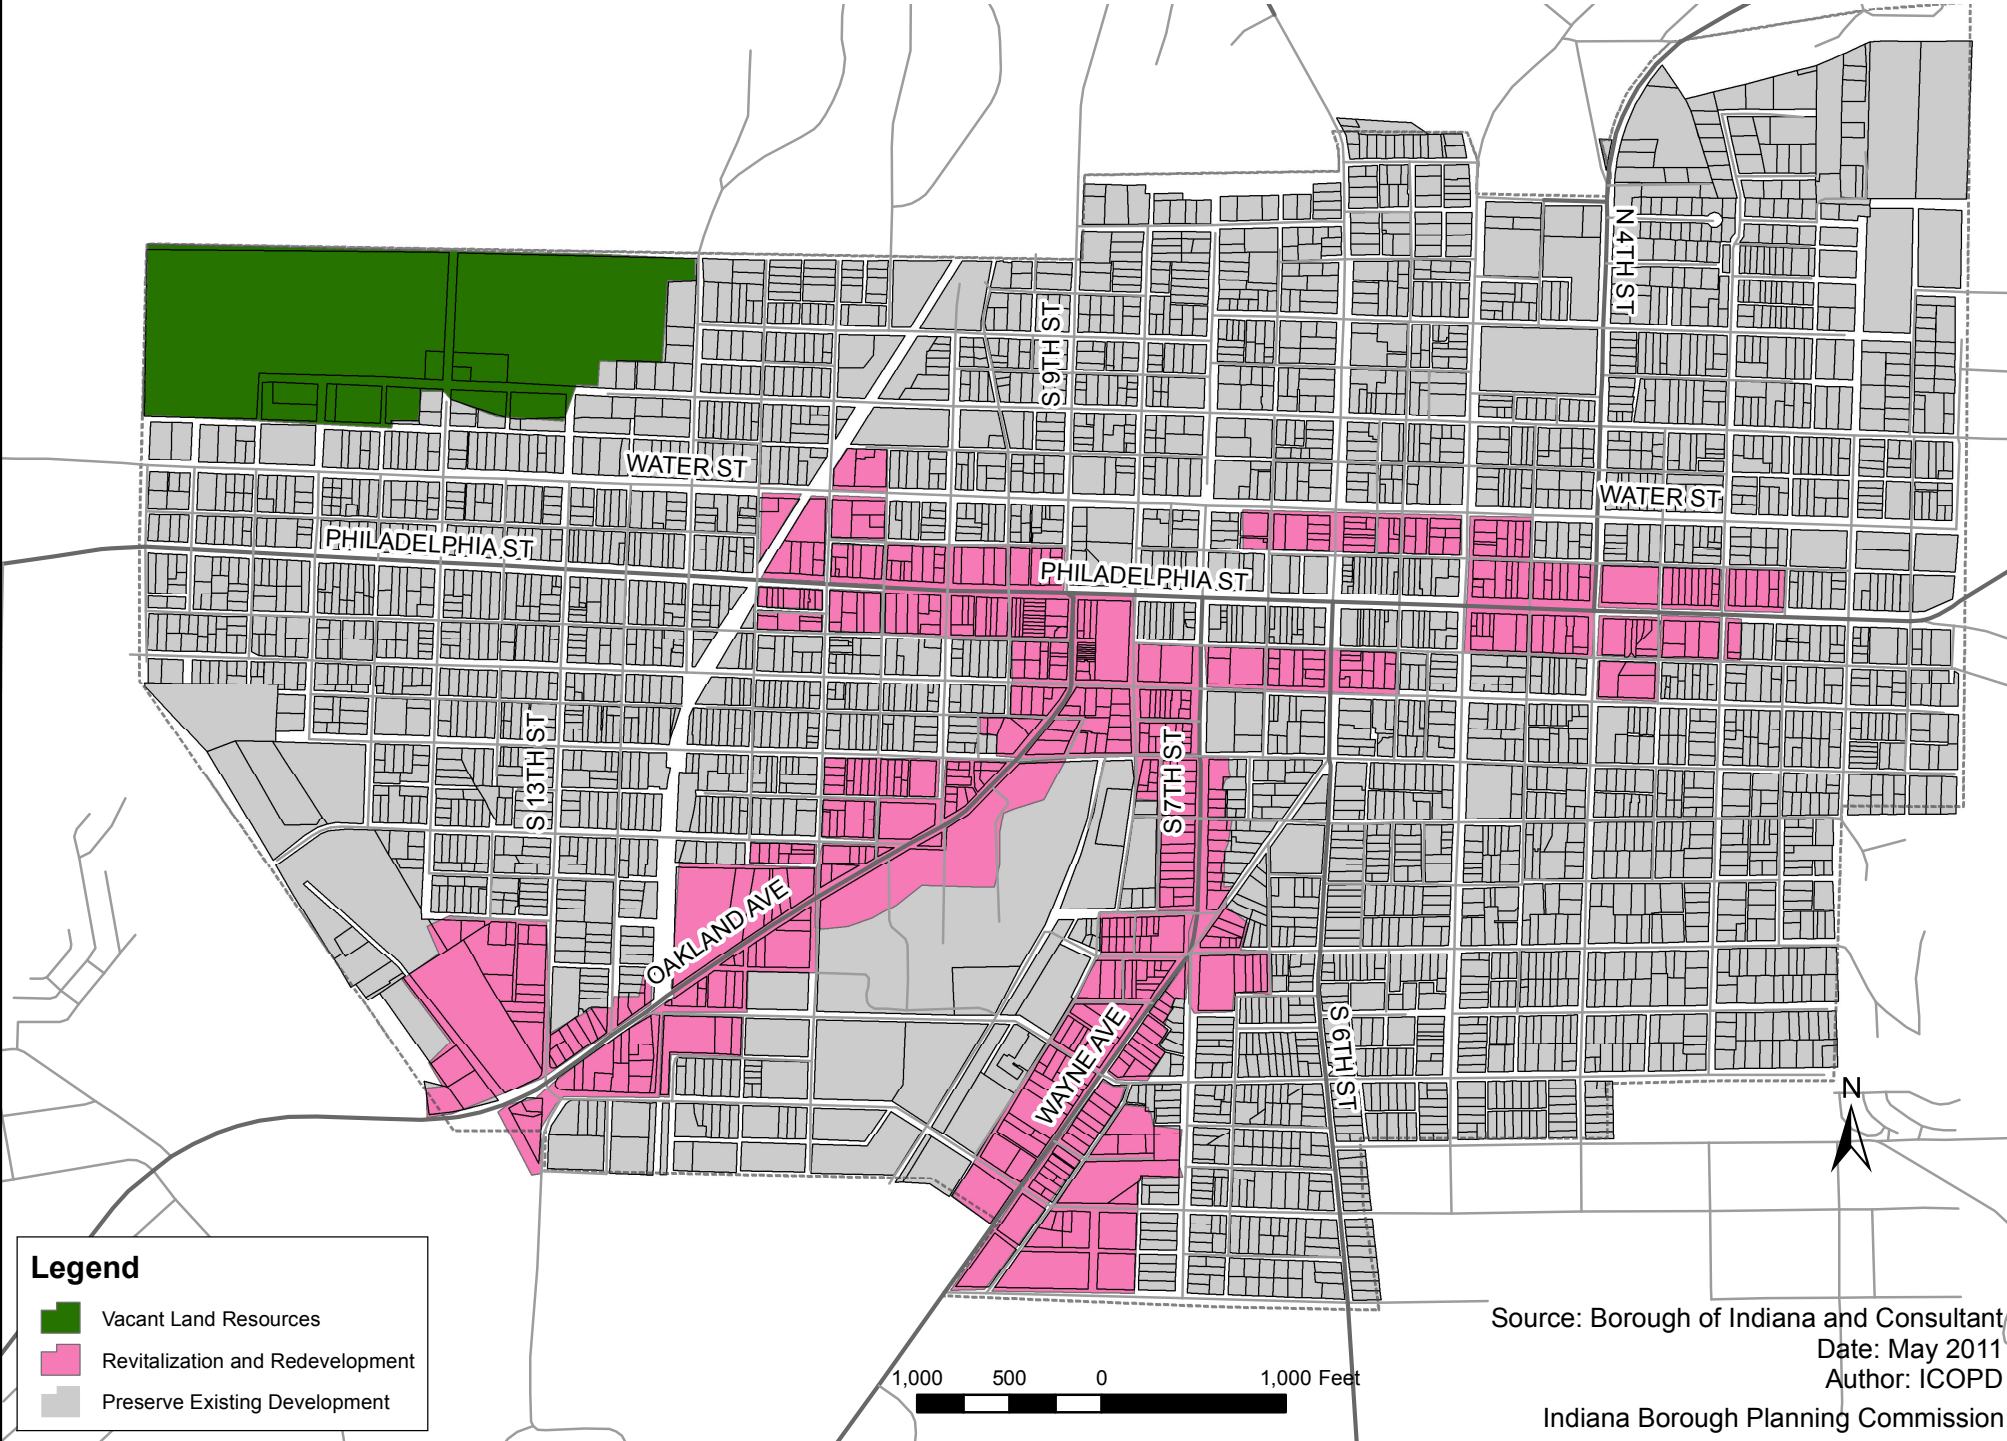 N 4TH ST
S 9TH ST
WATER ST
WATER ST
PHILADELPHIA ST
PHILADELPHIA ST
S 13TH ST
S 7TH ST
OAKLAND AVE
WAYNE AVE
S 6TH ST
N
Legend
Vacant Land Resources
Revitalization and Redevelopment
Preserve Existing Development
1,000 500 0 1,000 Feet
Source: Borough of Indiana and Consultant
Date: May 2011
Author: ICOPD
Indiana Borough Planning Commission